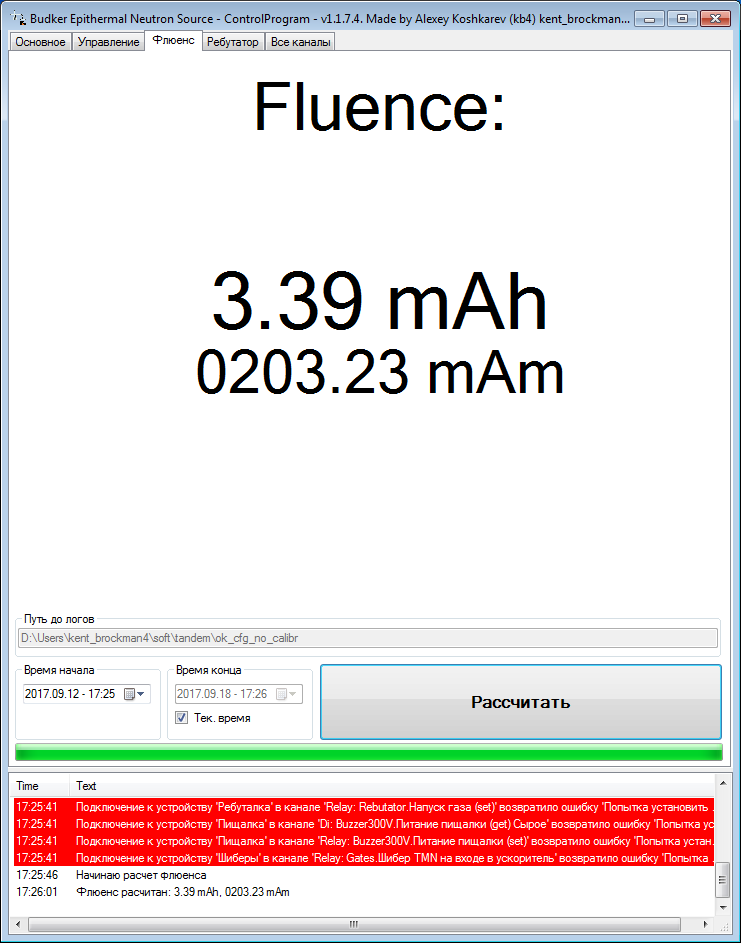 Budker Epithermal Neutron Source - ControlProgram - v1.1.7.4. Made by Alexey Koshkarev (kb4) kent_brockman...
Основное Управление Флюенс Ребутатор Все каналы
Fluence:
3.39 mAh
0203.23 mAm
Путь до логов
D:\Users\kent_brockman4\soft\tandem\ok_cfg_no_calibr
Время начала Время конца
2017.09.12 - 17:25 2017.09.18 - 17:26 Рассчитать
Тек. время
Time Text
17:25:41 Подключение к устройству 'Ребуталка' в канале 'Relay: Rebutator.Напуск газа (set)' возвратило ошибку 'Попытка установить ...
17:25:41 Подключение к устройству 'Пищалка' в канале 'Di: Buzzer300V.Питание пищалки (get) Сырое' возвратило ошибку 'Попытка ус
17:25:41 Подключение к устройству 'Пищалка' в канале 'Relay: Buzzer300V.Питание пищалки (set)' возвратило ошибку 'Попытка устан...
17:25:41 Подключение к устройству 'Шиберы' в канале 'Relay: Gates.Шибер TMN на входе в ускоритель' возвратило ошибку 'Попытка ...
17:25:46 Начинаю расчет флюенса
17:26:01 Флюенс расчитан: 3.39 mAh, 0203.23 mAm